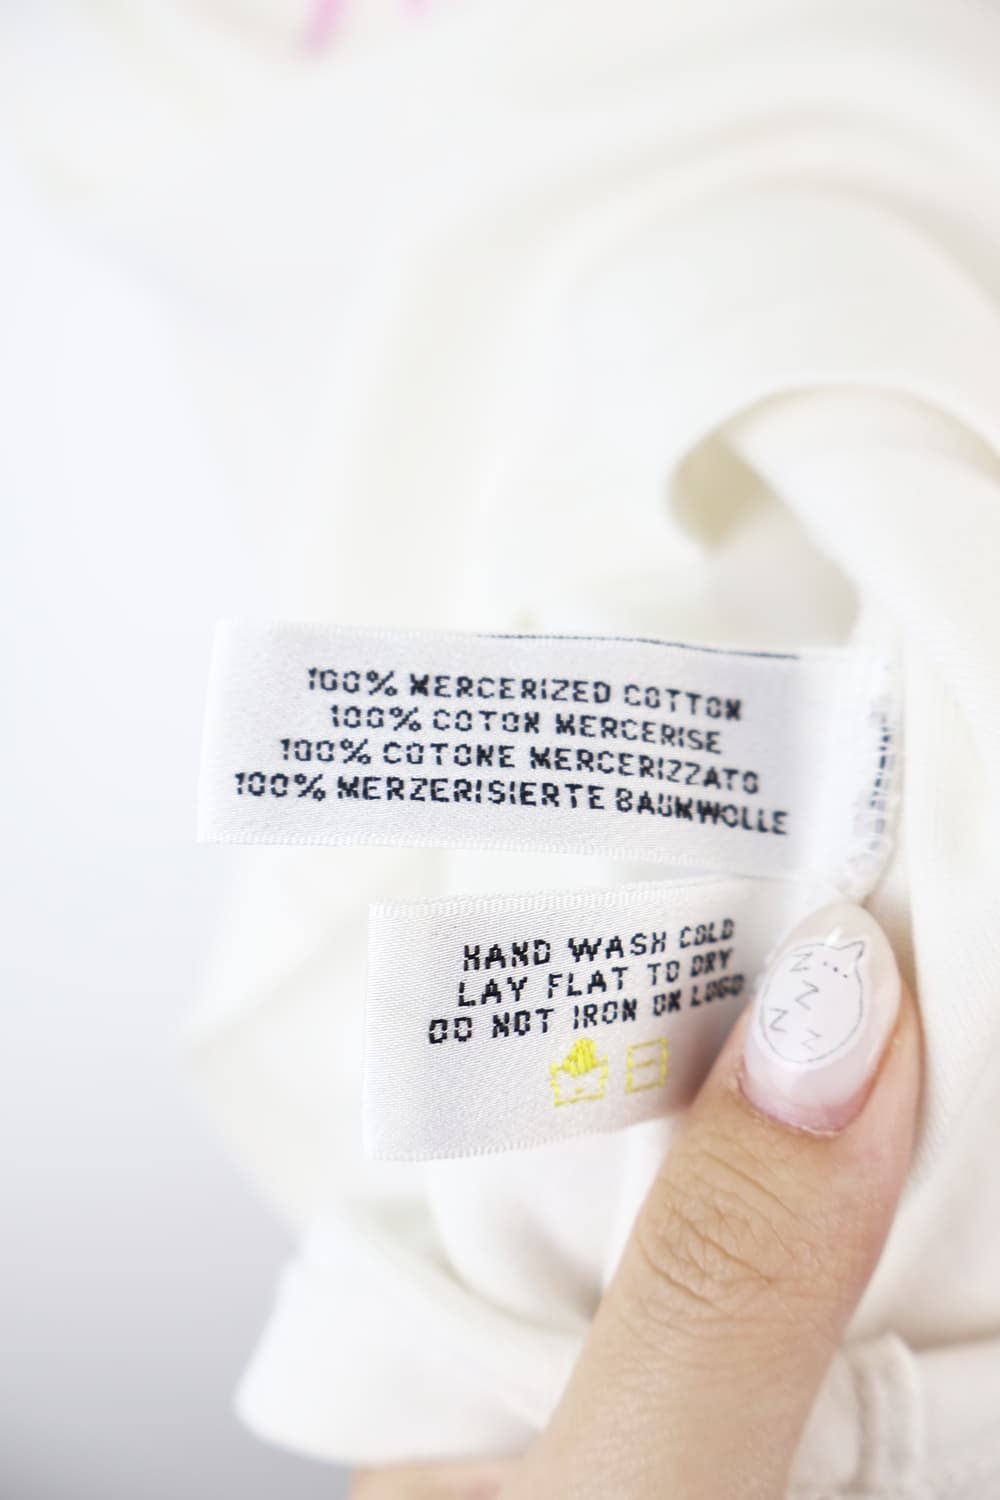 100% MERCERIZED COTTON
100% COTON MERCERISE
100% COTONE MERCERIZZATO
100% MERZERISIERTE BAUMWOLLE
HAND WASH COLD
LAY FLAT TO DRY
DO NOT IRON ON LOGO